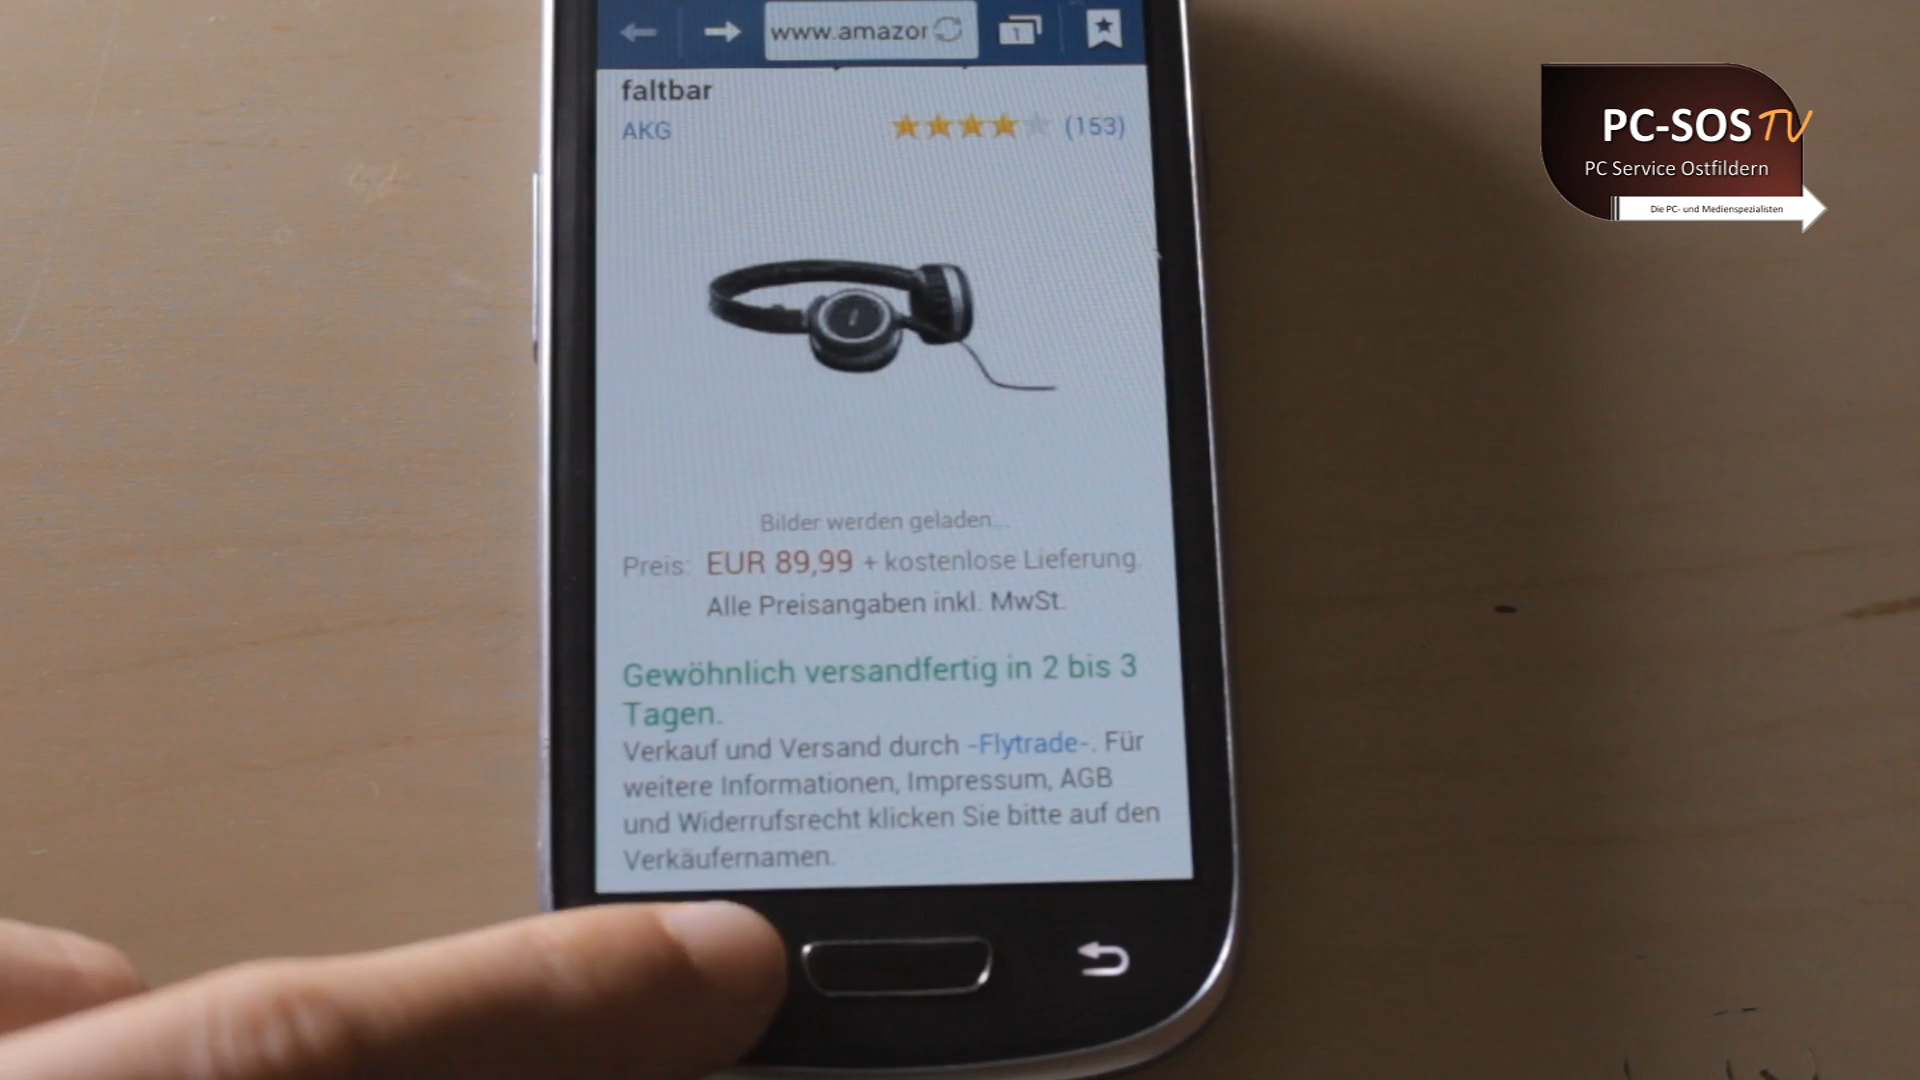 www.amazor
1
faltbar
AKG
(153)
Bilder werden geladen...
Preis: EUR 89,99 + kostenlose Lieferung.
Alle Preisangaben inkl. MwSt.
Gewöhnlich versandfertig in 2 bis 3
Tagen.
Verkauf und Versand durch -Flytrade-. Für
weitere Informationen, Impressum, AGB
und Widerrufsrecht klicken Sie bitte auf den
Verkäufernamen.
PC-SOS TV
PC Service Ostfildern
Die PC- und Medienspezialisten